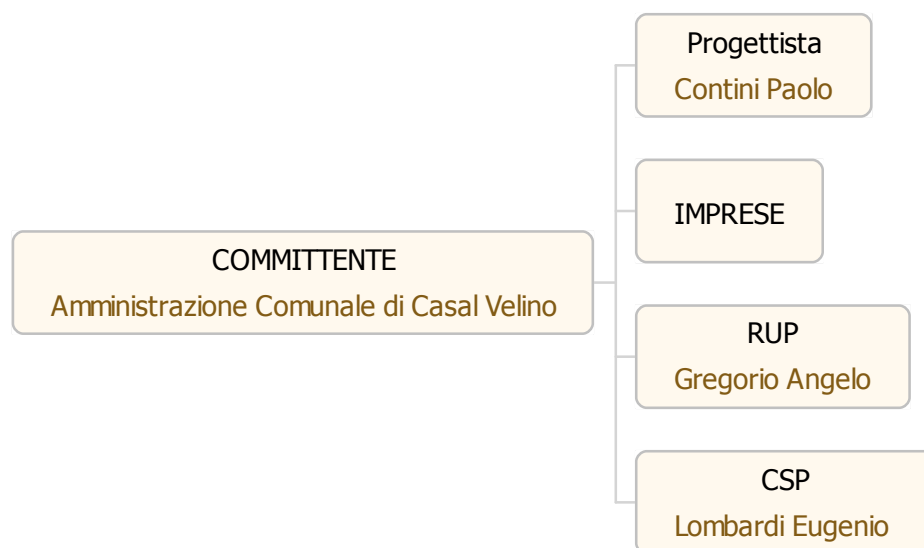 Progettista
Contini Paolo
IMPRESE
COMMITTENTE
Amministrazione Comunale di Casal Velino
RUP
Gregorio Angelo
CSP
Lombardi Eugenio